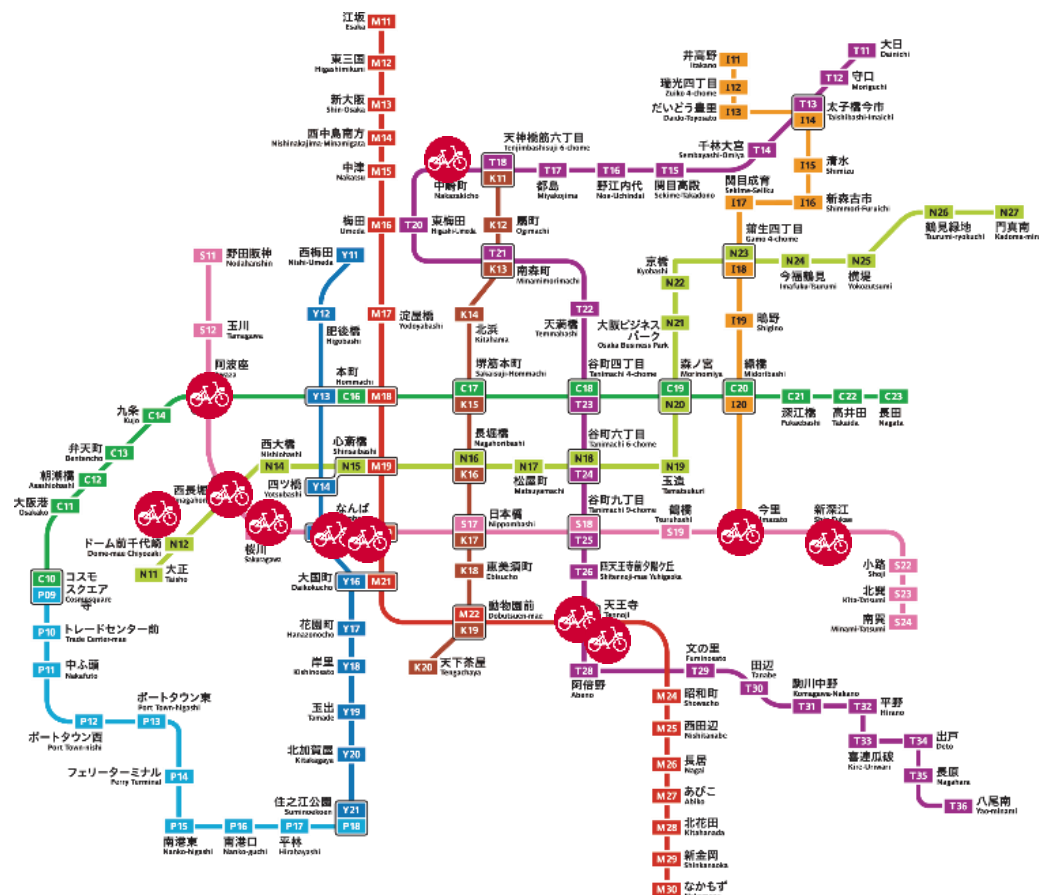 江坂
Esaka
M11
東三国
Higashimikuni
M12
新大阪
Shin-Osaka
M13
西中島南方
Nishinakajima-Minamigata
M14
中津
Nakatsu
M15
梅田
Umeda
M16
淀屋橋
Yodoyabashi
M17
本町
Hommachi
Y13
C16
M18
心斎橋
Shinsaibashi
N15
M19
四ツ橋
Yotsubashi
Y14
なんば
大国町
Daikokucho
Y16
M21
動物園前
Dobutsuen-mae
M22
K19
天王寺
昭和町
Showacho
M24
西田辺
Nishitanabe
M25
長居
Nagai
M26
あびこ
Abiko
M27
北花田
Kitahanada
M28
新金岡
Shinkanaoka
M29
なかもず
M30
大日
Dainichi
T11
守口
Moriguchi
T12
太子橋今市
Taishibashi-Imaichi
T13
I14
千林大宮
Sembayashi-Omiya
T14
関目高殿
Sekime-Takadono
T15
野江内代
Noe-Uchindai
T16
都島
Miyakojima
T17
天神橋筋六丁目
Tenjimbashisuji 6-chome
T18
K11
中崎町
Nakazakicho
東梅田
Higashi-Umeda
T20
南森町
Minamimorimachi
T21
K13
天満橋
Temmabashi
T22
谷町四丁目
Tanimachi 4-chome
C18
T23
谷町六丁目
Tanimachi 6-chome
N18
T24
谷町九丁目
Tanimachi 9-chome
S18
T25
四天王寺前夕陽ケ丘
Shitennoji-mae Yuhigaoka
T26
阿倍野
Abeno
T28
文の里
Fuminosato
T29
田辺
Tanabe
T30
駒川中野
Komagawa-Nakano
T31
平野
Hirano
T32
喜連瓜破
Kire-Uriwari
T33
出戸
Deto
T34
長原
Nagahara
T35
八尾南
Yao-minami
T36
井高野
Itakano
I11
瑞光四丁目
Zuiko 4-chome
I12
だいどう豊里
Daido-Toyosato
I13
清水
Shimizu
I15
新森古市
Shimmori-Furuichi
I16
関目成育
Sekime-Seiiku
I17
蒲生四丁目
Gamo 4-chome
N23
I18
鴫野
Shigino
I19
緑橋
Midoribashi
C20
I20
今里
鶴見緑地
Tsurumi-ryokuchi
N26
門真南
Kadoma-min
N27
横堤
Yokozutsumi
N25
今福鶴見
Imafuku-Tsurumi
N24
京橋
Kyobashi
N22
大阪ビジネス
パーク
Osaka Business Park
N21
森ノ宮
Morinomiya
C19
N20
玉造
Tamatsukuri
N19
松屋町
Matsuyamachi
N17
長堀橋
Nagahoribashi
N16
K16
西大橋
Nishiohashi
N14
西長堀
ドーム前千代崎
Dome-mae Chiyozaki
N12
大正
Taisho
N11
扇町
Ogimachi
K12
北浜
Kitahama
K14
堺筋本町
Sakaisuji-Hommachi
C17
K15
日本橋
Nippombashi
S17
K17
恵美須町
Ebisucho
K18
天下茶屋
Tengachaya
K20
野田阪神
Nodahanshin
S11
玉川
Tamagawa
S12
阿波座
桜川
Sakuragawa
鶴橋
Tsuruhashi
S19
新深江
小路
Shoji
S22
北巽
Kita-Tatsumi
S23
南巽
Minami-Tatsumi
S24
西梅田
Nishi-Umeda
Y11
肥後橋
Higobashi
Y12
花園町
Hanazonocho
Y17
岸里
Kishinosato
Y18
玉出
Tamade
Y19
北加賀屋
Kitakagaya
Y20
住之江公園
Suminoekoen
Y21
P18
九条
Kujo
C14
弁天町
Bentencho
C13
朝潮橋
Asashiobashi
C12
大阪港
Osakako
C11
コスモ
スクエア
Cosmosquare
寺
C10
P09
深江橋
Fukaebashi
C21
高井田
Takaida
C22
長田
Nagata
C23
トレードセンター前
Trade Center-mae
P10
中ふ頭
Nakafuto
P11
ポートタウン西
Port Town-nishi
P12
ポートタウン東
Port Town-higashi
P13
フェリーターミナル
Ferry Terminal
P14
南港東
Nanko-higashi
P15
南港口
Nanko-guchi
P16
平林
Hirabayashi
P17